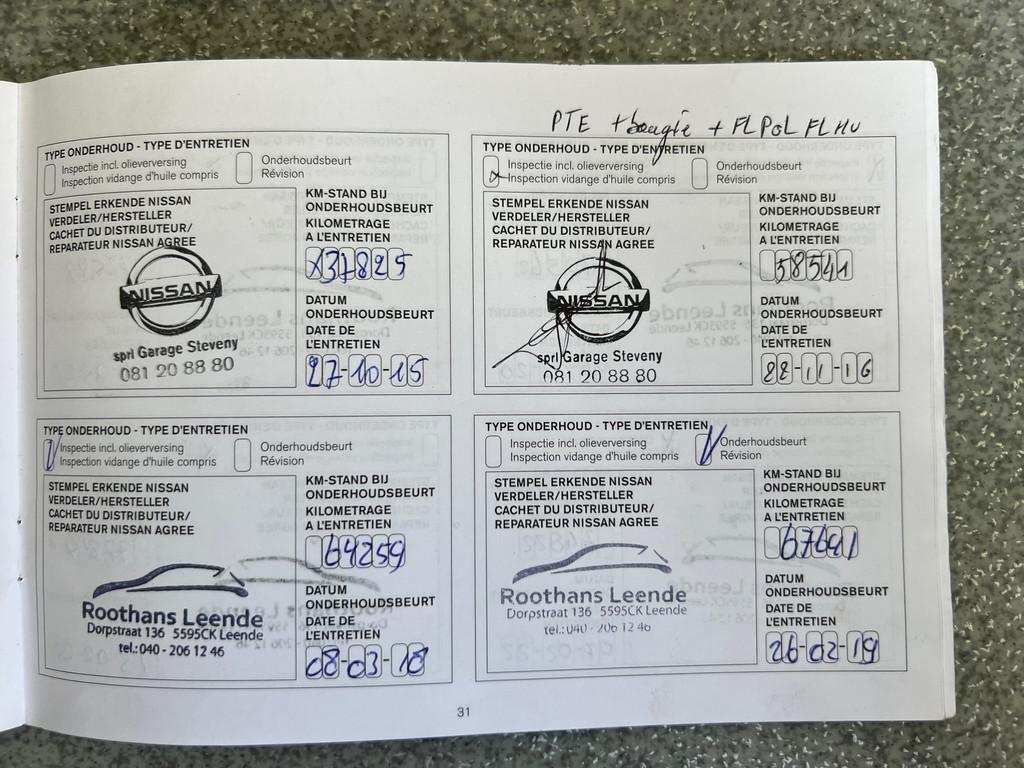 TYPE ONDERHOUD - TYPE D'ENTRETIEN
Inspectie incl. olieverversing
Inspection vidange d'huile compris
Onderhoudsbeurt
Révision
STEMPEL ERKENDE NISSAN
VERDELER/HERSTELLER
CACHET DU DISTRIBUTEUR/
REPARATEUR NISSAN AGREE
NISSAN
sprl Garage Steveny
081 20 88 80
KM-STAND BIJ
ONDERHOUDSBEURT
KILOMETRAGE
A L'ENTRETIEN
X37825
DATUM
ONDERHOUDSBEURT
DATE DE
L'ENTRETIEN
27-10-15
PTE + bougie + FL POL FL HU
TYPE ONDERHOUD - TYPE D'ENTRETIEN
Inspectie incl. olieverversing
Inspection vidange d'huile compris
Onderhoudsbeurt
Révision
STEMPEL ERKENDE NISSAN
VERDELER/HERSTELLER
CACHET DU DISTRIBUTEUR/
REPARATEUR NISSAN AGREE
NISSAN
sprl Garage Steveny
081 20 88 80
KM-STAND BIJ
ONDERHOUDSBEURT
KILOMETRAGE
A L'ENTRETIEN
58541
DATUM
ONDERHOUDSBEURT
DATE DE
L'ENTRETIEN
22-11-16
TYPE ONDERHOUD - TYPE D'ENTRETIEN
Inspectie incl. olieverversing
Inspection vidange d'huile compris
Onderhoudsbeurt
Révision
STEMPEL ERKENDE NISSAN
VERDELER/HERSTELLER
CACHET DU DISTRIBUTEUR/
REPARATEUR NISSAN AGREE
Roothans Leende
Dorpstraat 136 5595CK Leende
tel.: 040 - 206 12 46
KM-STAND BIJ
ONDERHOUDSBEURT
KILOMETRAGE
A L'ENTRETIEN
64259
DATUM
ONDERHOUDSBEURT
DATE DE
L'ENTRETIEN
08-03-18
TYPE ONDERHOUD - TYPE D'ENTRETIEN
Inspectie incl. olieverversing
Inspection vidange d'huile compris
Onderhoudsbeurt
Révision
STEMPEL ERKENDE NISSAN
VERDELER/HERSTELLER
CACHET DU DISTRIBUTEUR/
REPARATEUR NISSAN AGREE
Roothans Leende
Dorpstraat 136 5595CK Leende
tel.: 040 - 206 12 46
KM-STAND BIJ
ONDERHOUDSBEURT
KILOMETRAGE
A L'ENTRETIEN
67691
DATUM
ONDERHOUDSBEURT
DATE DE
L'ENTRETIEN
26-02-19
31